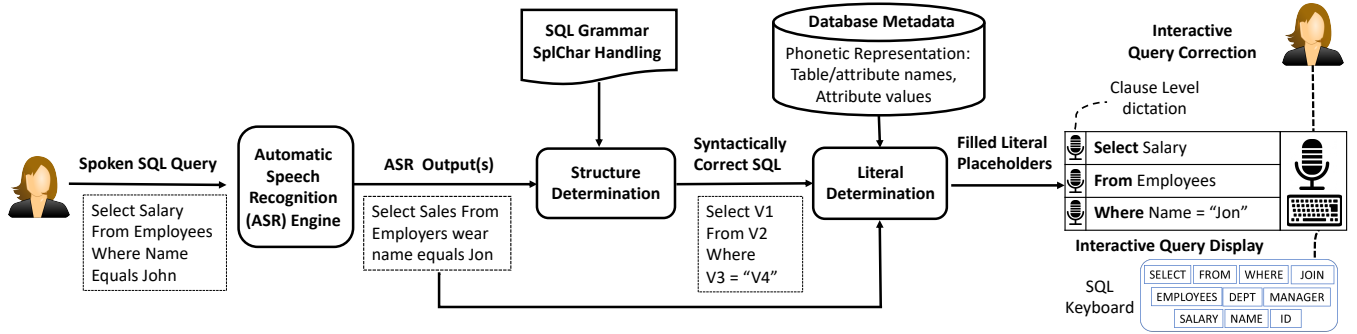 SQL Grammar
SplChar Handling
Database Metadata
Phonetic Representation:
Table/attribute names,
Attribute values
Interactive
Query Correction
Clause Level
dictation
Spoken SQL Query
Select Salary
From Employees
Where Name
Equals John
Automatic
Speech
Recognition
(ASR) Engine
ASR Output(s)
Select Sales From
Employers wear
name equals Jon
Structure
Determination
Syntactically
Correct SQL
Select V1
From V2
Where
V3 = “V4”
Literal
Determination
Filled Literal
Placeholders
Select Salary
From Employees
Where Name = “Jon”
Interactive Query Display
SQL
Keyboard
SELECT FROM WHERE JOIN
EMPLOYEES DEPT MANAGER
SALARY NAME ID